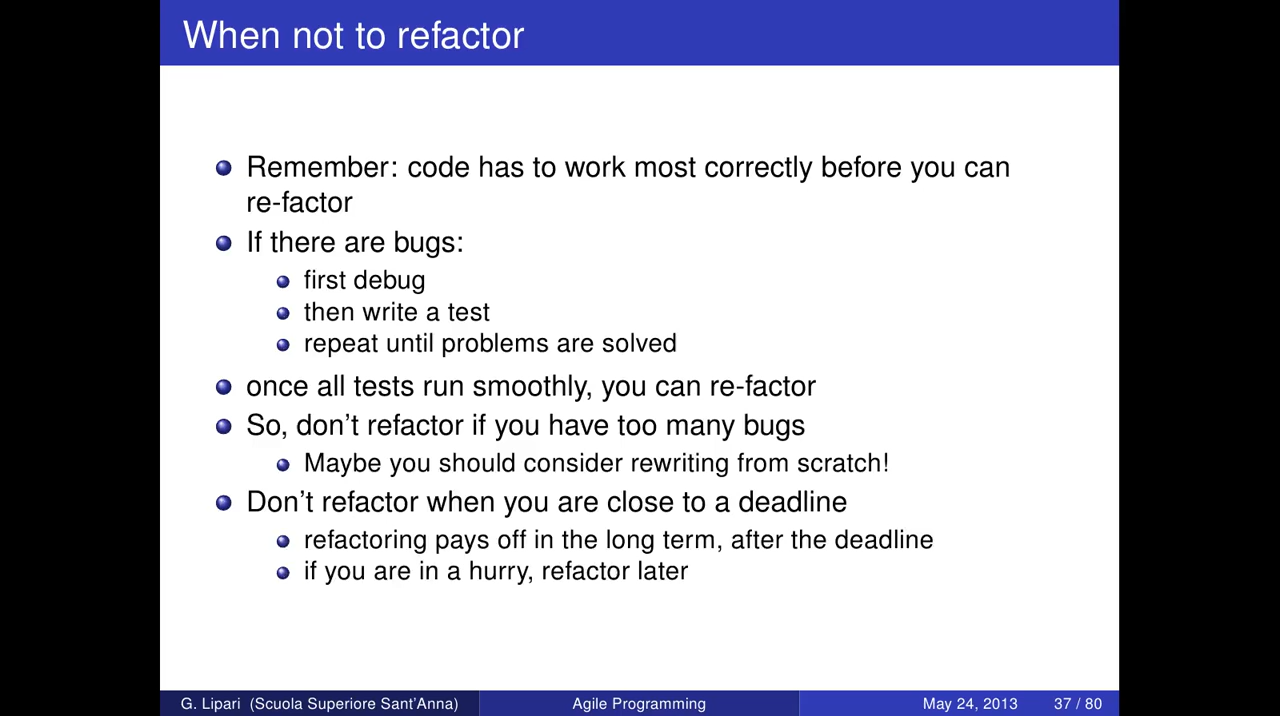 When not to refactor
Remember: code has to work most correctly before you can
re-factor
If there are bugs:
first debug
then write a test
repeat until problems are solved
once all tests run smoothly, you can re-factor
So, don't refactor if you have too many bugs
Maybe you should consider rewriting from scratch!
Don't refactor when you are close to a deadline
refactoring pays off in the long term, after the deadline
if you are in a hurry, refactor later
G. Lipari (Scuola Superiore Sant'Anna) Agile Programming May 24, 2013 37 / 80